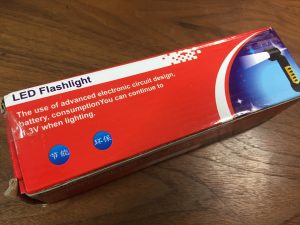 LED Flashlight
The use of advanced electronic circuit design,
battery, consumptionYou can continue to
.3V when lighting.
节能
环保